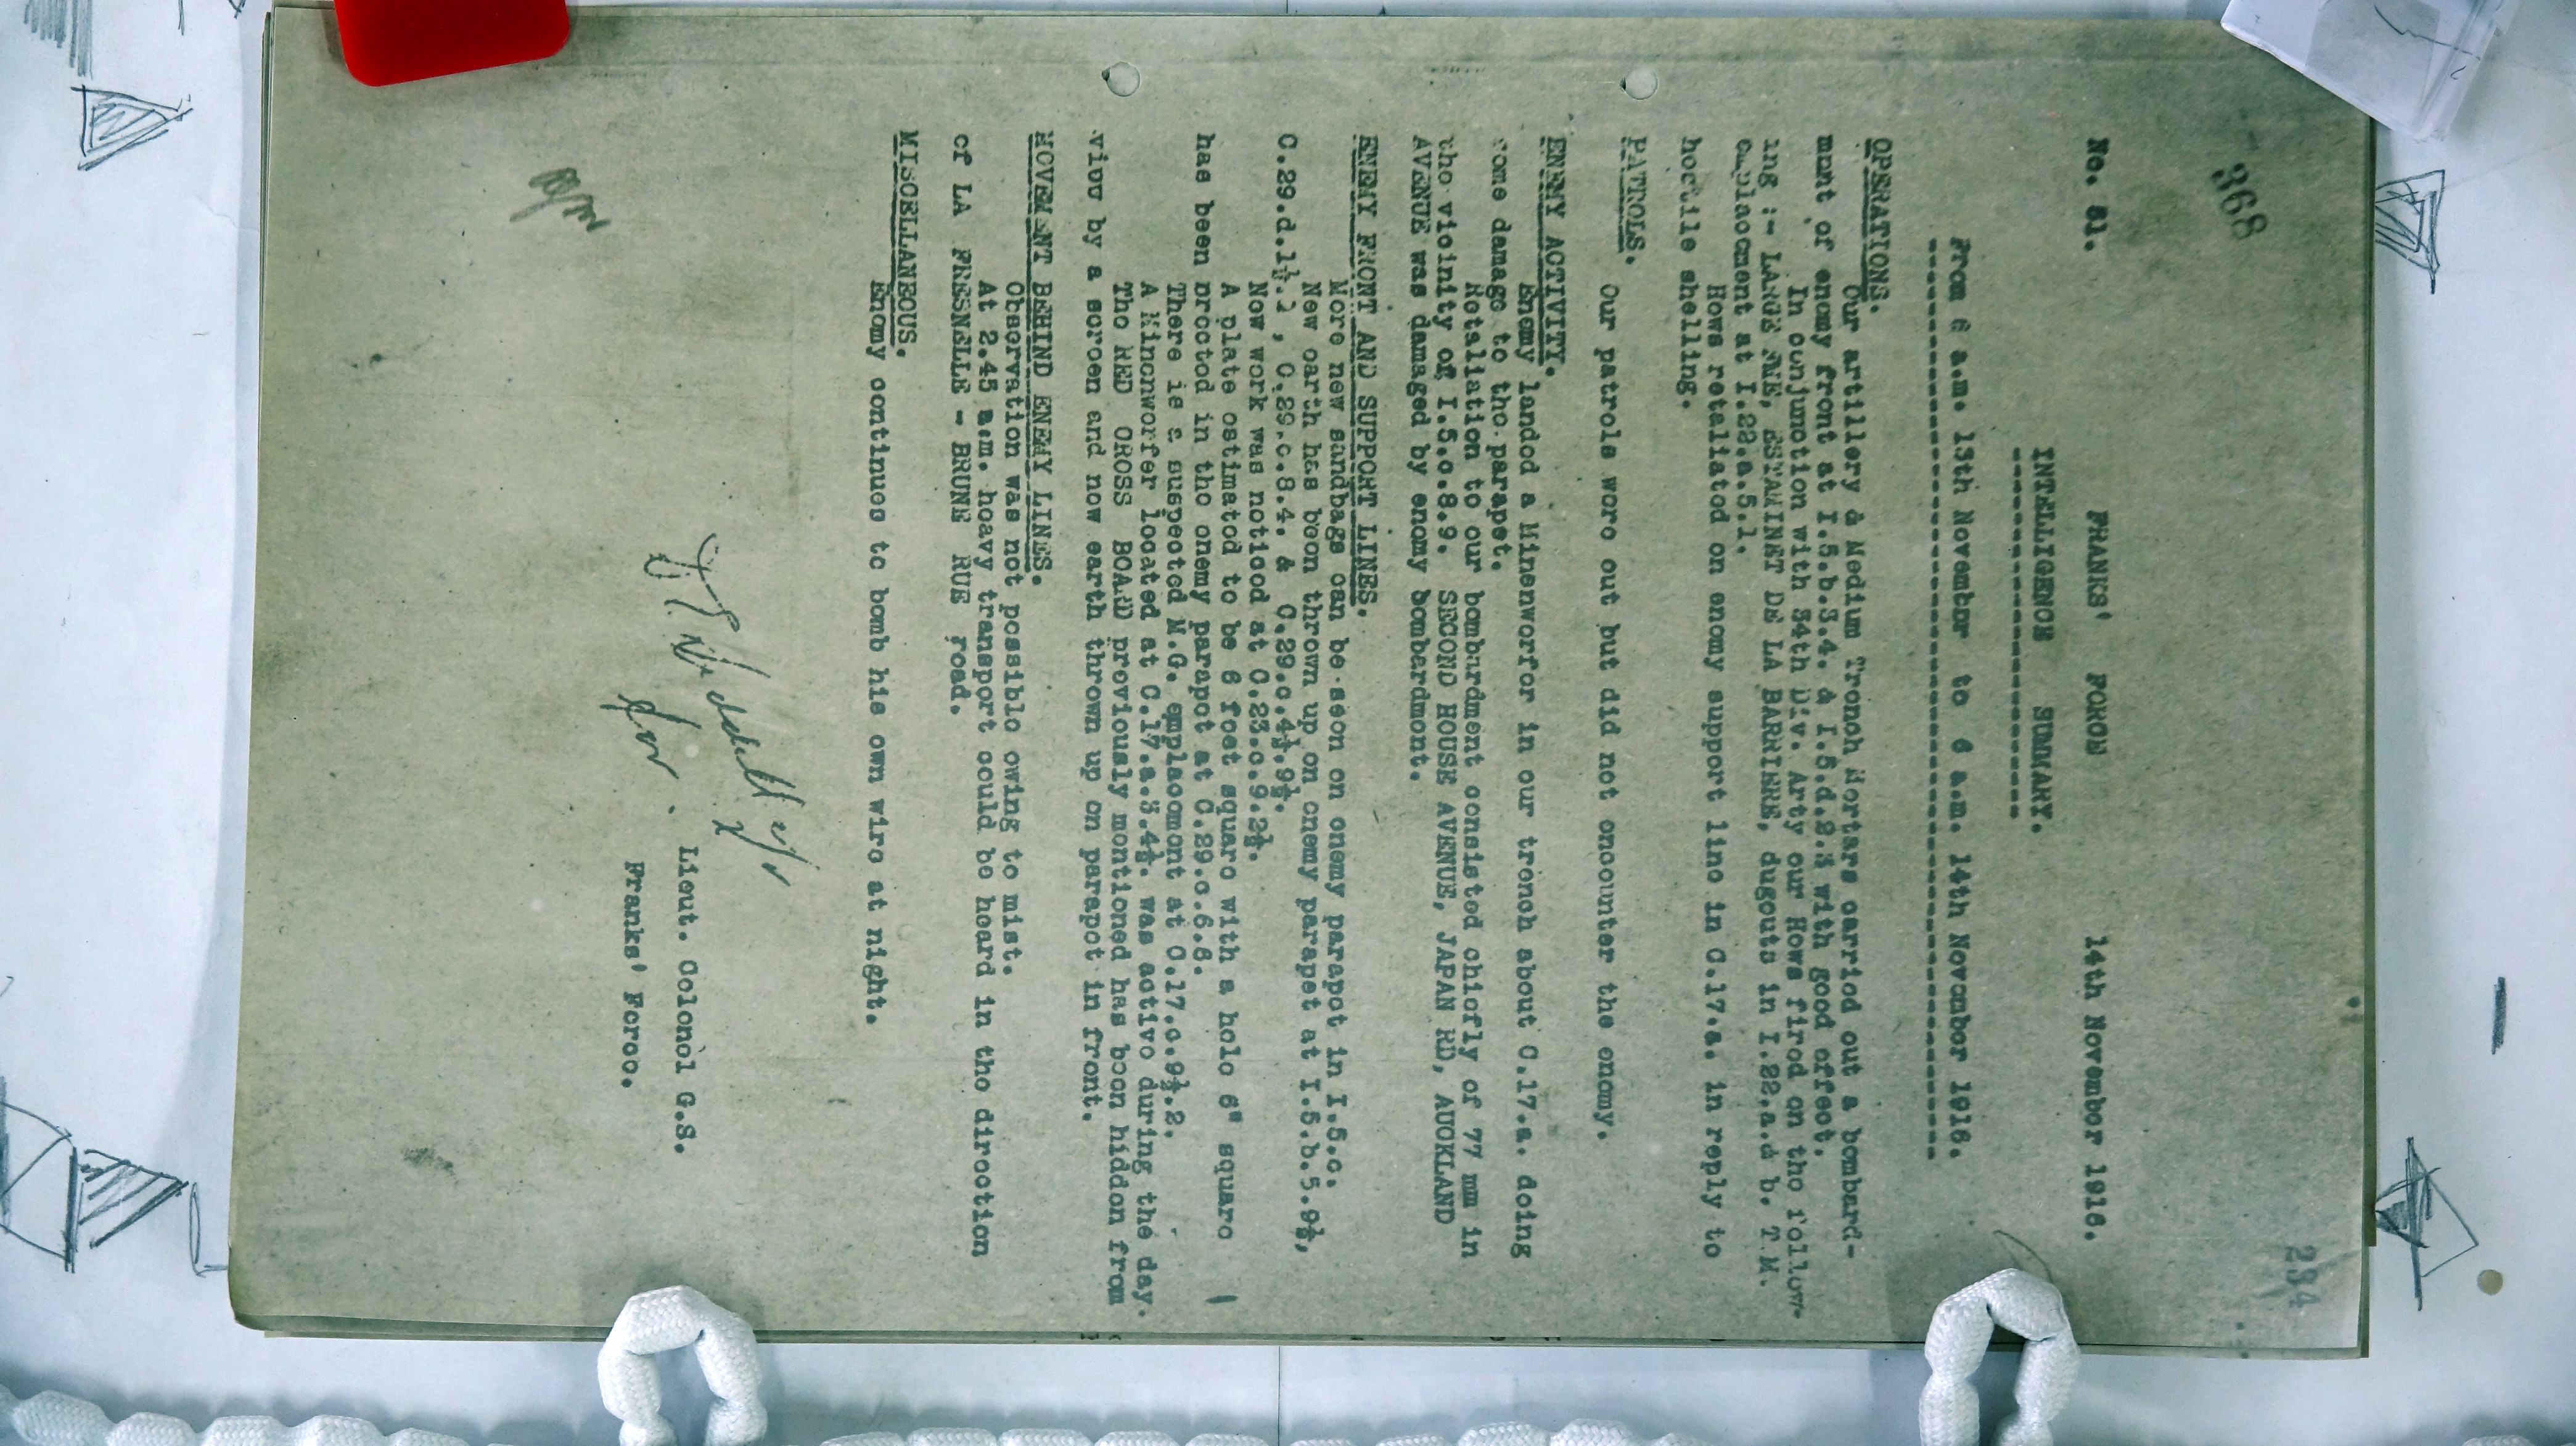 368
234
No. 81. FRANKS' FORCE 14th November 1916.
INTELLIGENCE SUMMARY.
From 6 a.m. 13th November to 6 a.m. 14th November 1916.
OPERATIONS.
Our artillery & Medium Trench Mortars carried out a bombard-
ment of enemy front at I.5.b.3.4. & I.5.d.2.3 with good effect.
In conjunction with 34th Div. Arty our Hows fired on the follow-
ing :- LARGE FME, ESTAMINET DE LA BARRIERE, dugouts in I.22.a.& b. T.M.
emplacement at I.22.a.5.1.
Hows retaliated on enemy support line in C.17.a. in reply to
hostile shelling.
PATROLS.
Our patrols were out but did not encounter the enemy.
ENEMY ACTIVITY.
Enemy landed a Minenworfer in our trench about C.17.a. doing
some damage to the parapet.
Retaliation to our bombardment consisted chiefly of 77 mm in
the vicinity of I.5.c.8.9. SECOND HOUSE AVENUE, JAPAN RD, AUCKLAND
AVENUE was damaged by enemy bombardment.
ENEMY FRONT AND SUPPORT LINES.
More new sandbags can be seen on enemy parapet in I.5.c.
New earth has been thrown up on enemy parapet at I.5.b.5.9½,
C.29.d.1½.1, C.29.c.8.4. & C.29.c.4½.9½.
New work was noticed at C.23.c.9.2½.
A plate estimated to be 6 feet square with a hole 6" square
has been erected in the enemy parapet at C.29.c.6.8.
There is a suspected M.G. emplacement at C.17.c.9½.2.
A Minenworfer located at C.17.a.3.4½. was active during the day.
The RED CROSS BOARD previously mentioned has been hidden from
view by a screen and new earth thrown up on parapet in front.
MOVEMENT BEHIND ENEMY LINES.
Observation was not possible owing to mist.
At 2.45 a.m. heavy transport could be heard in the direction
of LA FRESNELLE - BRUNE RUE road.
MISCELLANEOUS.
Enemy continues to bomb his own wire at night.
for
Lieut. Colonel G.S.
Franks' Force.